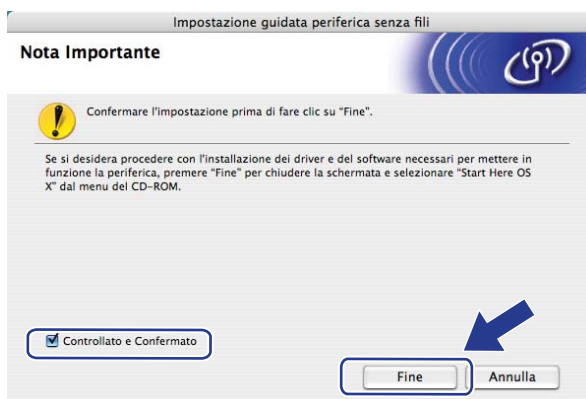 Impostazione guidata periferica senza fili
Nota Importante
Confermare l'impostazione prima di fare clic su "Fine".
Se si desidera procedere con l'installazione dei driver e del software necessari per mettere in
funzione la periferica, premere "Fine" per chiudere la schermata e selezionare "Start Here OS
X" dal menu del CD-ROM.
Controllato e Confermato
Fine
Annulla